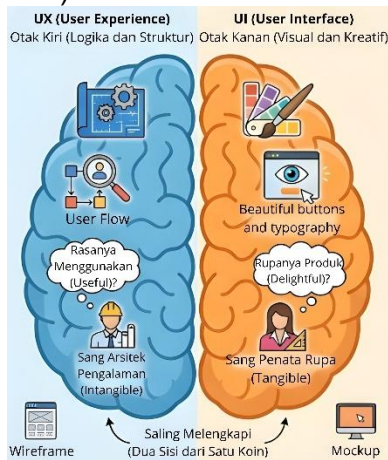 UX (User Experience)
Otak Kiri (Logika dan Struktur)
UI (User Interface)
Otak Kanan (Visual dan Kreatif)
User Flow
Beautiful buttons
and typography
Rasanya
Menggunakan
(Useful)?
Rupanya Produk
(Delightful)?
Sang Arsitek
Pengalaman
(Intangible)
Sang Penata Rupa
(Tangible)
Saling Melengkapi
(Dua Sisi dari Satu Koin)
Wireframe
Mockup